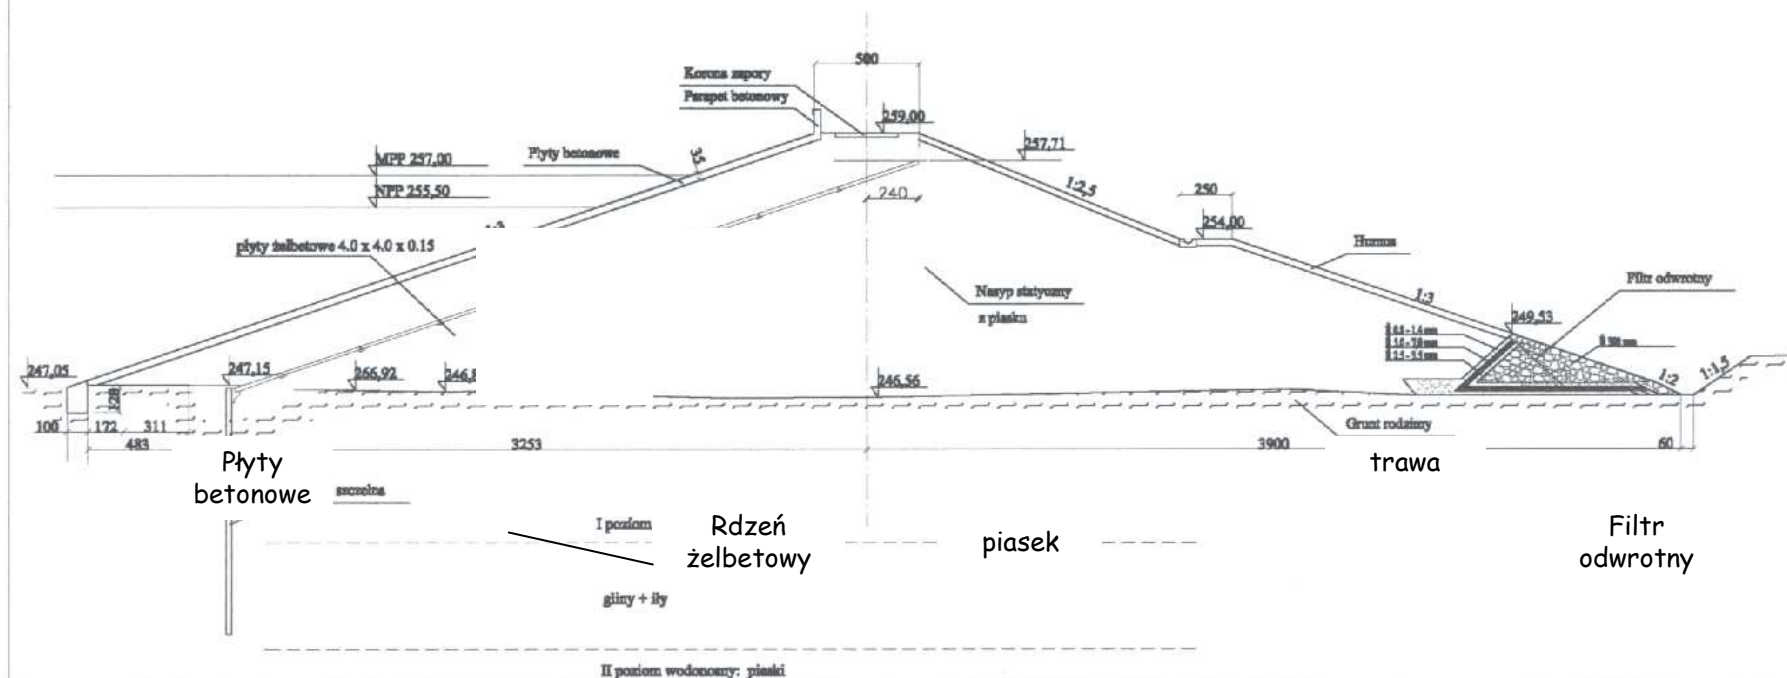 500
Korona zapory
Parapet betonowy
259,00
257,71
MPP 257,00
Płyty betonowe
35
NPP 255,50
240
1:2,5
250
254,00
płyty żelbetowe 4.0 x 4.0 x 0.15
Humus
Filtr odwrotny
Nasyp statyczny
z piasku
1:3
249,53
247,05
247,15
266,92
246,56
1:2
1:1,5
100
172
311
Grunt rodzimy
483
3253
3900
60
Płyty
betonowe
trawa
szczelna
I poziom
Rdzeń
żelbetowy
piasek
Filtr
odwrotny
gliny + iły
II poziom wodonosny: piaski